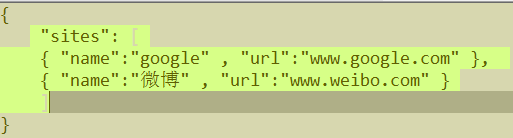 {
"sites": [
{ "name":"google" , "url":"www.google.com" },
{ "name":"微博" , "url":"www.weibo.com" }
]
}